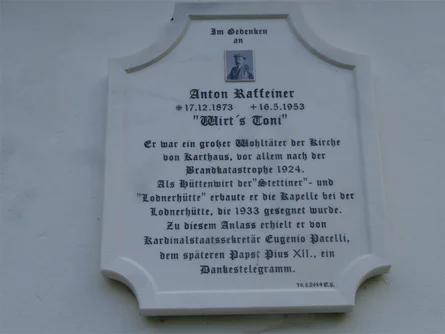 Im Gedenken
an
Anton Raffeiner
*17.12.1873 +16.5.1953
"Wirt´s Toni"
Er war ein großer Wohltäter der Kirche
von Karthaus, vor allem nach der
Brandkatastrophe 1924.
Als Hüttenwirt der "Stettiner"- und
"Lodnerhütte" erbaute er die Kapelle bei der
Lodnerhütte, die 1933 gesegnet wurde.
Zu diesem Anlass erhielt er von
Kardinalstaatssekretär Eugenio Pacelli,
dem späteren Papst Pius XII., ein
Dankestelegramm.